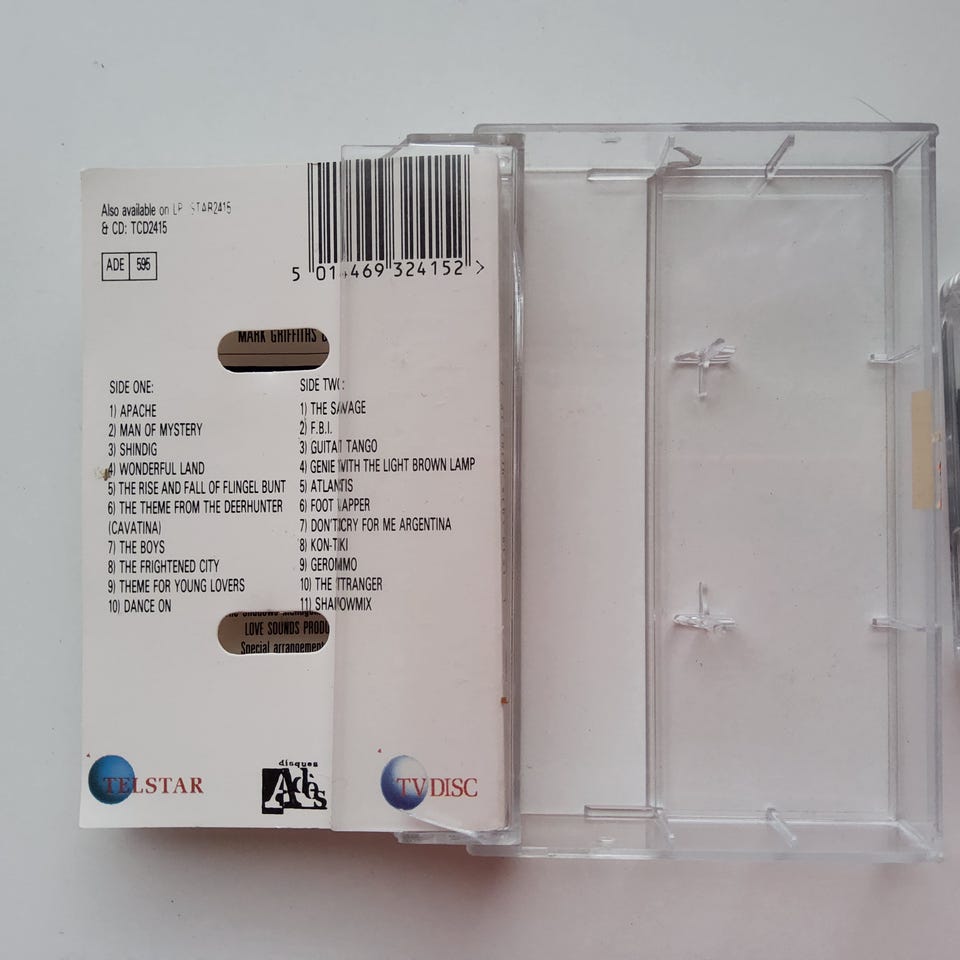 Also available on LP STAR2415
& CD: TCD2415
ADE 595
5 014469 324152 >
MARK GRIFFITHS
SIDE ONE:
1) APACHE
2) MAN OF MYSTERY
3) SHINDIG
4) WONDERFUL LAND
5) THE RISE AND FALL OF FLINGEL BUNT
6) THE THEME FROM THE DEERHUNTER
(CAVATINA)
7) THE BOYS
8) THE FRIGHTENED CITY
9) THEME FOR YOUNG LOVERS
10) DANCE ON
SIDE TWO:
1) THE SAVAGE
2) F.B.I.
3) GUITAR TANGO
4) GENIE WITH THE LIGHT BROWN LAMP
5) ATLANTIS
6) FOOT TAPPER
7) DON'T CRY FOR ME ARGENTINA
8) KON-TIKI
9) GEROMMO
10) THE TTRANGER
11) SHADOWMIX
LOVE SOUNDS PRODU
Special arrangement
TELSTAR
disques
Adès
TV DISC